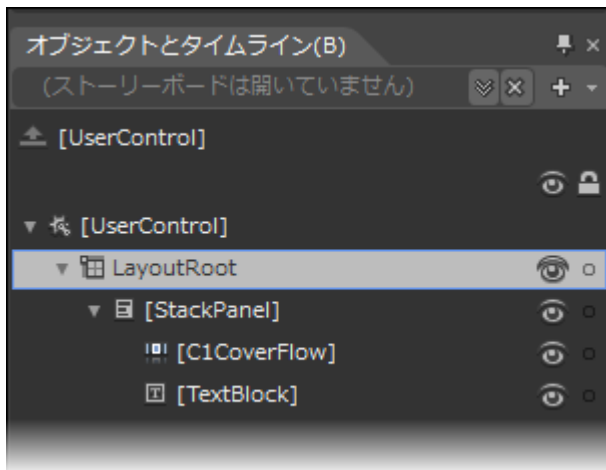 オブジェクトとタイムライン(B)
(ストーリーボードは開いていません)
[UserControl]
[UserControl]
LayoutRoot
[StackPanel]
[C1CoverFlow]
[TextBlock]